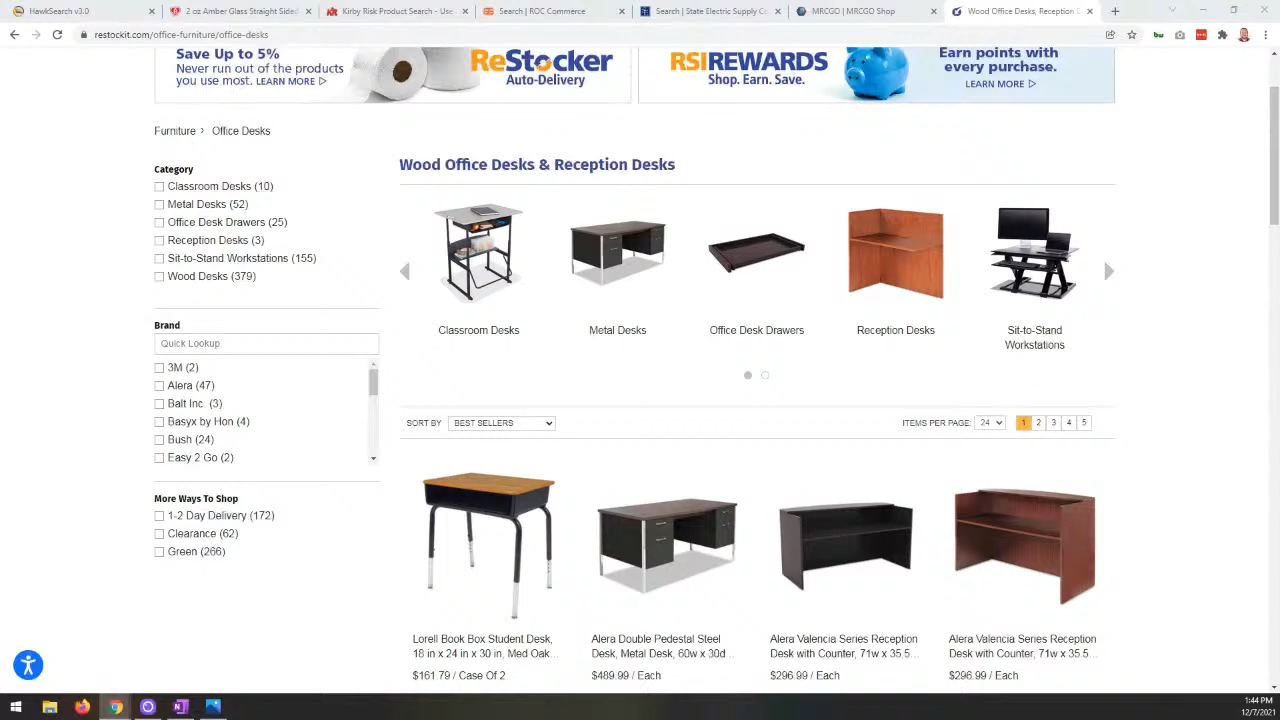 HawkSearch v3.0
2 oz Amber Glass Straight Sided
Kirby Risk Product Search - Use
Search | ROC Commerce
Search | State Electric Supply C
MRCGO | MRCGO Shop
Wood Office Desks, Reception D
restockit.com/office-furniture/office-desks
Save Up to 5%
Never run out of the products
you use most. LEARN MORE
ReStocker
Auto-Delivery
RSIREWARDS
Shop. Earn. Save.
Earn points with
every purchase.
LEARN MORE
Furniture › Office Desks
Category
Classroom Desks (10)
Metal Desks (52)
Office Desk Drawers (25)
Reception Desks (3)
Sit-to-Stand Workstations (155)
Wood Desks (379)
Brand
Quick Lookup
3M (2)
Alera (47)
Balt Inc. (3)
Basyx by Hon (4)
Bush (24)
Easy 2 Go (2)
More Ways To Shop
1-2 Day Delivery (172)
Clearance (62)
Green (266)
Wood Office Desks & Reception Desks
Classroom Desks
Metal Desks
Office Desk Drawers
Reception Desks
Sit-to-Stand
Workstations
SORT BY BEST SELLERS
ITEMS PER PAGE: 24 1 2 3 4 5
Lorell Book Box Student Desk,
18 in x 24 in x 30 in, Med Oak...
$161.79 / Case Of 2
Alera Double Pedestal Steel
Desk, Metal Desk, 60w x 30d...
$489.99 / Each
Alera Valencia Series Reception
Desk with Counter, 71w x 35.5...
$296.99 / Each
Alera Valencia Series Reception
Desk with Counter, 71w x 35.5...
$296.99 / Each
1:44 PM
12/7/2021